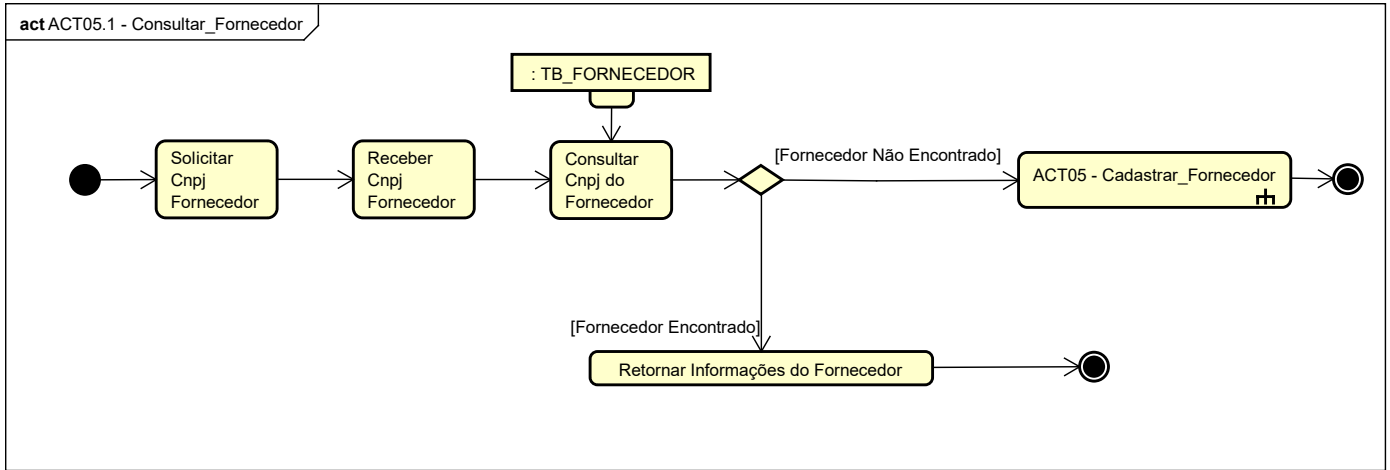 act ACT05.1 - Consultar_Fornecedor
: TB_FORNECEDOR
Solicitar
Cnpj
Fornecedor
Receber
Cnpj
Fornecedor
Consultar
Cnpj do
Fornecedor
[Fornecedor Não Encontrado]
ACT05 - Cadastrar_Fornecedor
[Fornecedor Encontrado]
Retornar Informações do Fornecedor